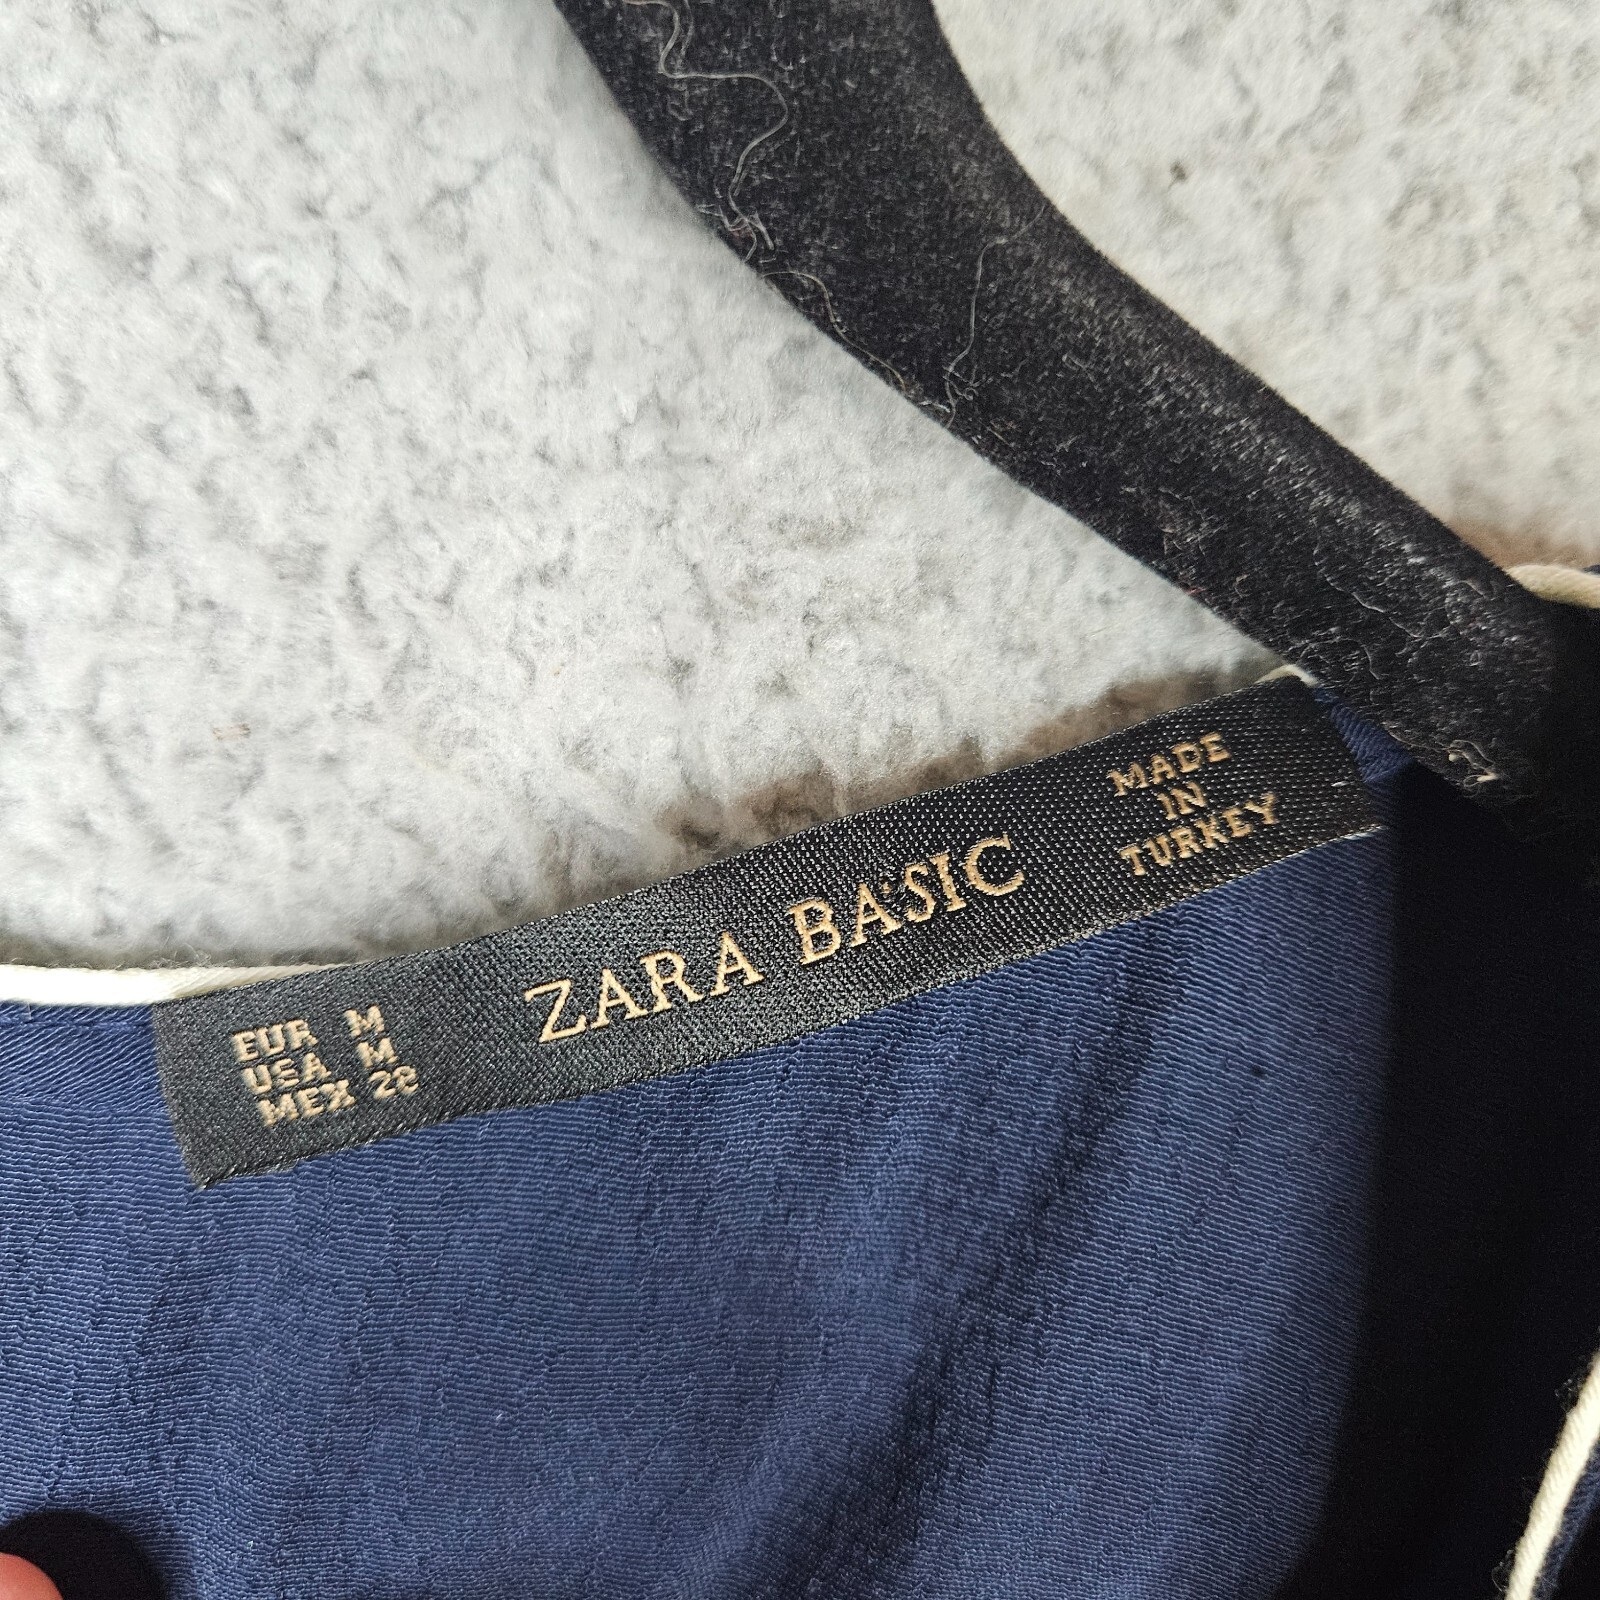 EUR M
USA M
MEX 28
ZARA BASIC
MADE
IN
TURKEY